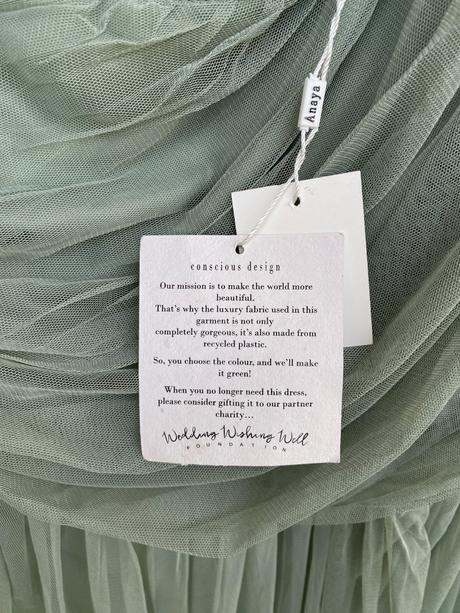 Anaya
conscious design
Our mission is to make the world more
beautiful.
That's why the luxury fabric used in this
garment is not only
completely gorgeous, it's also made from
recycled plastic.
So, you choose the colour, and we'll make
it green!
When you no longer need this dress,
please consider gifting it to our partner
charity...
Wedding Wishing Well
FOUNDATION